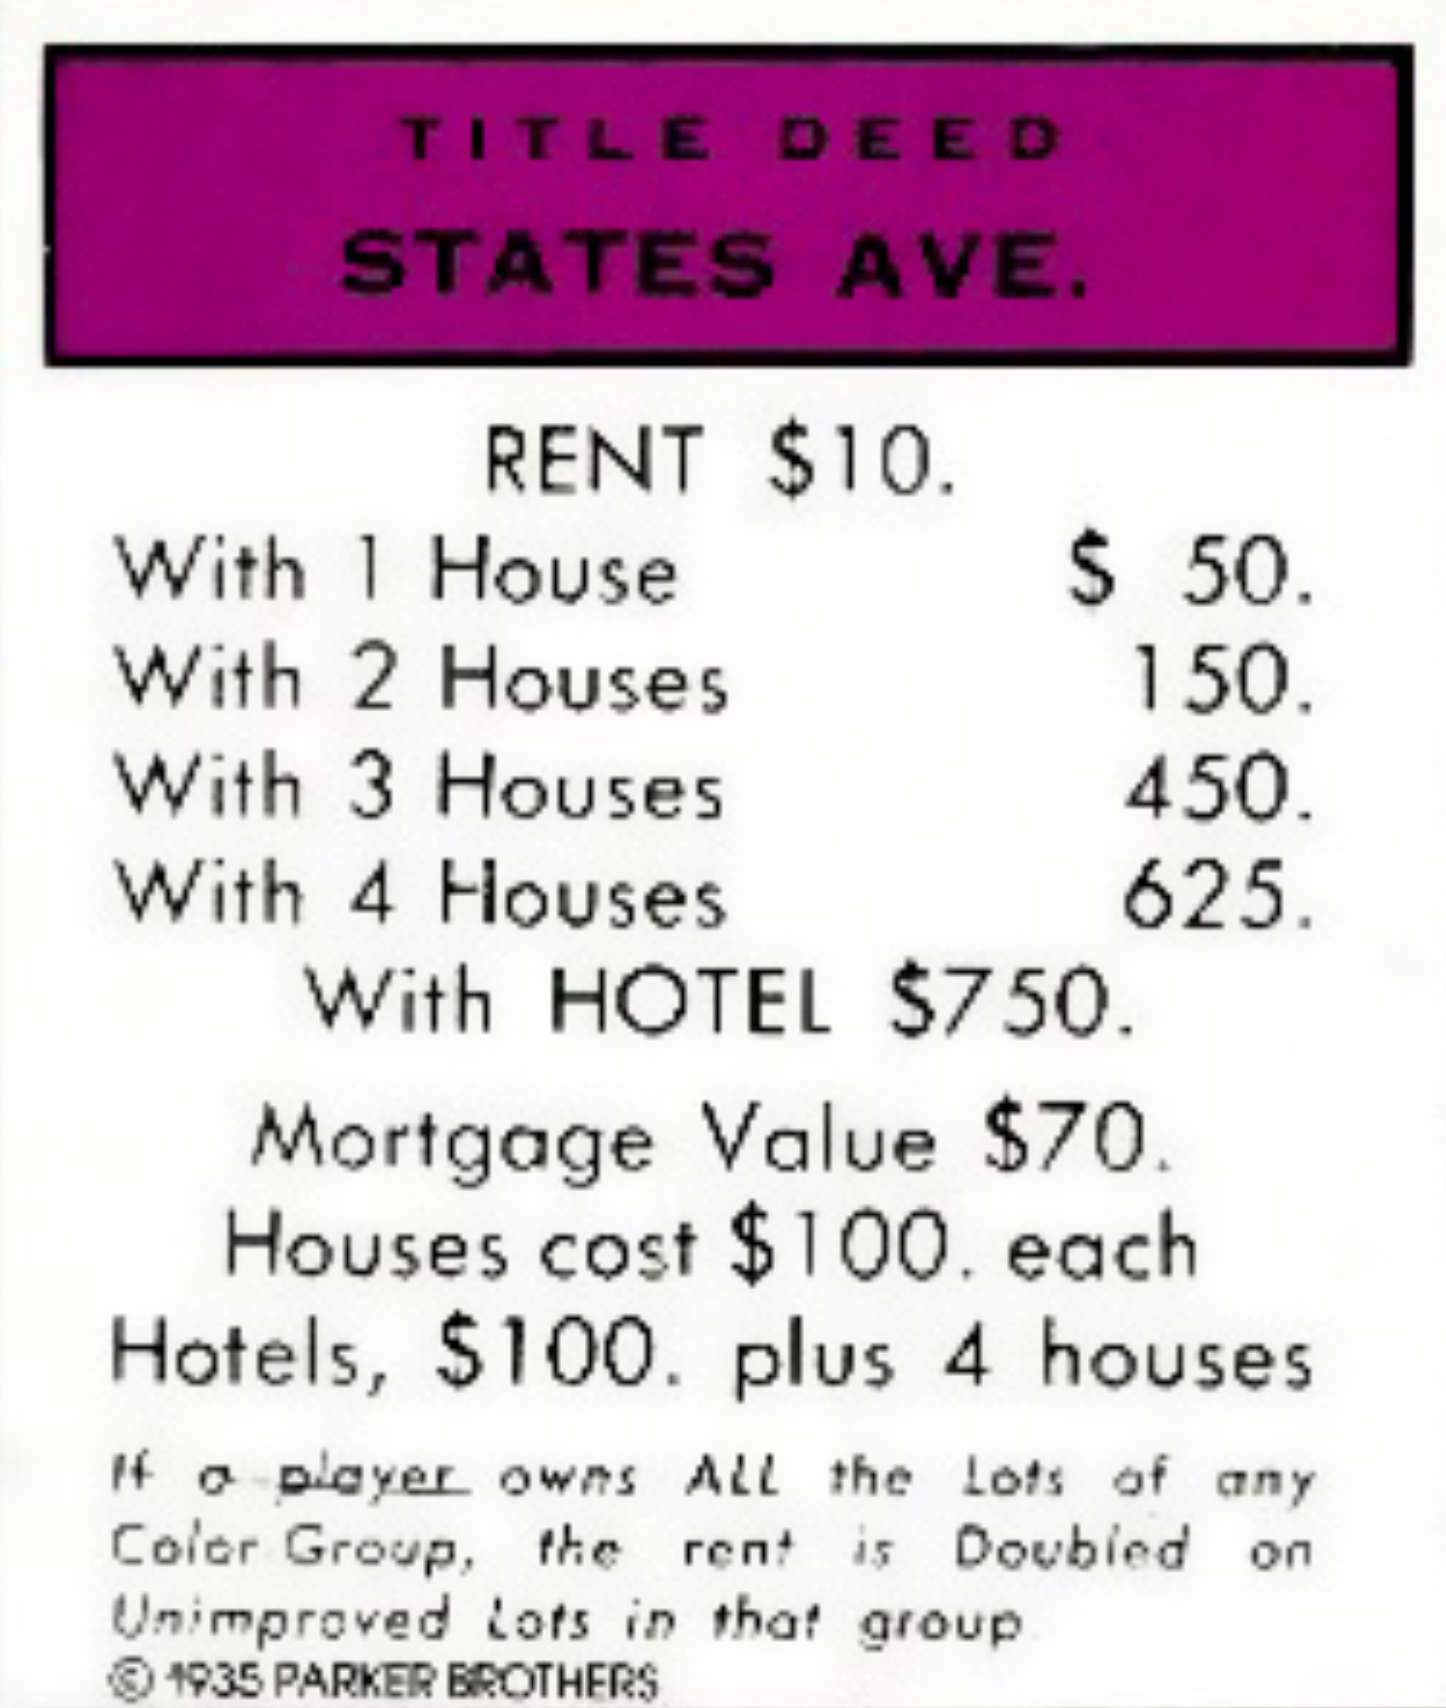 TITLE DEED
STATES AVE.
RENT $10.
With 1 House $ 50.
With 2 Houses 150.
With 3 Houses 450.
With 4 Houses 625.
With HOTEL $750.
Mortgage Value $70.
Houses cost $100. each
Hotels, $100. plus 4 houses
If a player owns ALL the Lots of any
Color Group, the rent is Doubled on
Unimproved Lots in that group
© 1935 PARKER BROTHERS